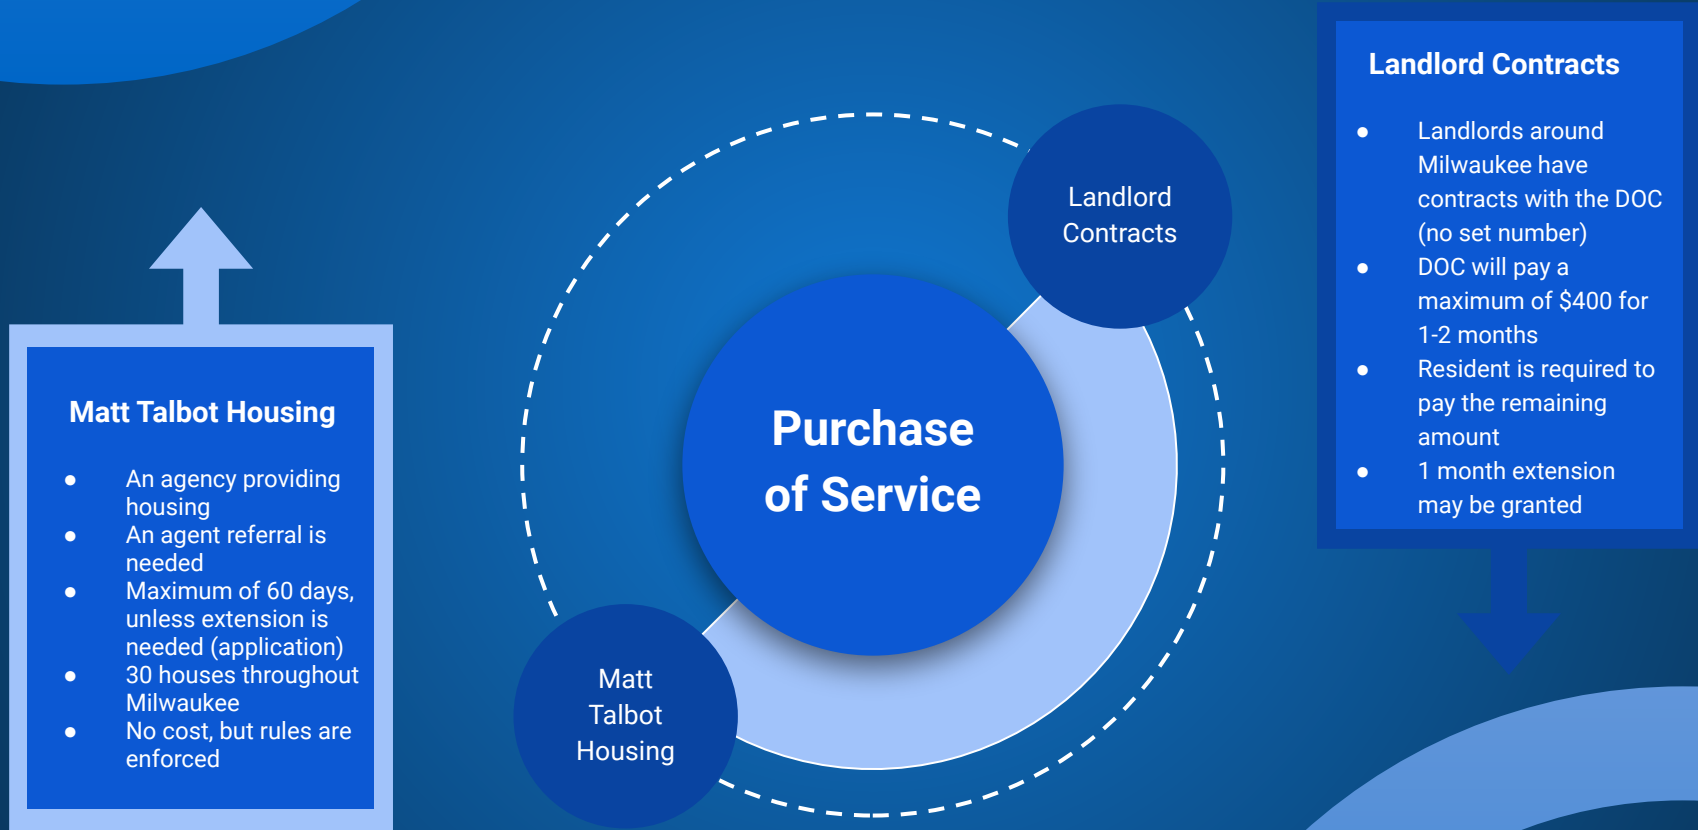 Matt Talbot Housing
● An agency providing
housing
● An agent referral is
needed
● Maximum of 60 days,
unless extension is
needed (application)
● 30 houses throughout
Milwaukee
● No cost, but rules are
enforced
Purchase
of Service
Landlord
Contracts
Matt
Talbot
Housing
Landlord Contracts
● Landlords around
Milwaukee have
contracts with the DOC
(no set number)
● DOC will pay a
maximum of $400 for
1-2 months
● Resident is required to
pay the remaining
amount
● 1 month extension
may be granted